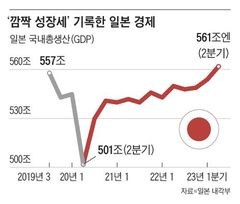 '깜짝 성장세' 기록한 일본 경제
일본 국내총생산(GDP)
561조엔
(2분기)
560조
557조
530조
501조(2분기)
500조
2019년 3 20년 1 21년 1 22년 1 23년 1분기
자료=일본 내각부